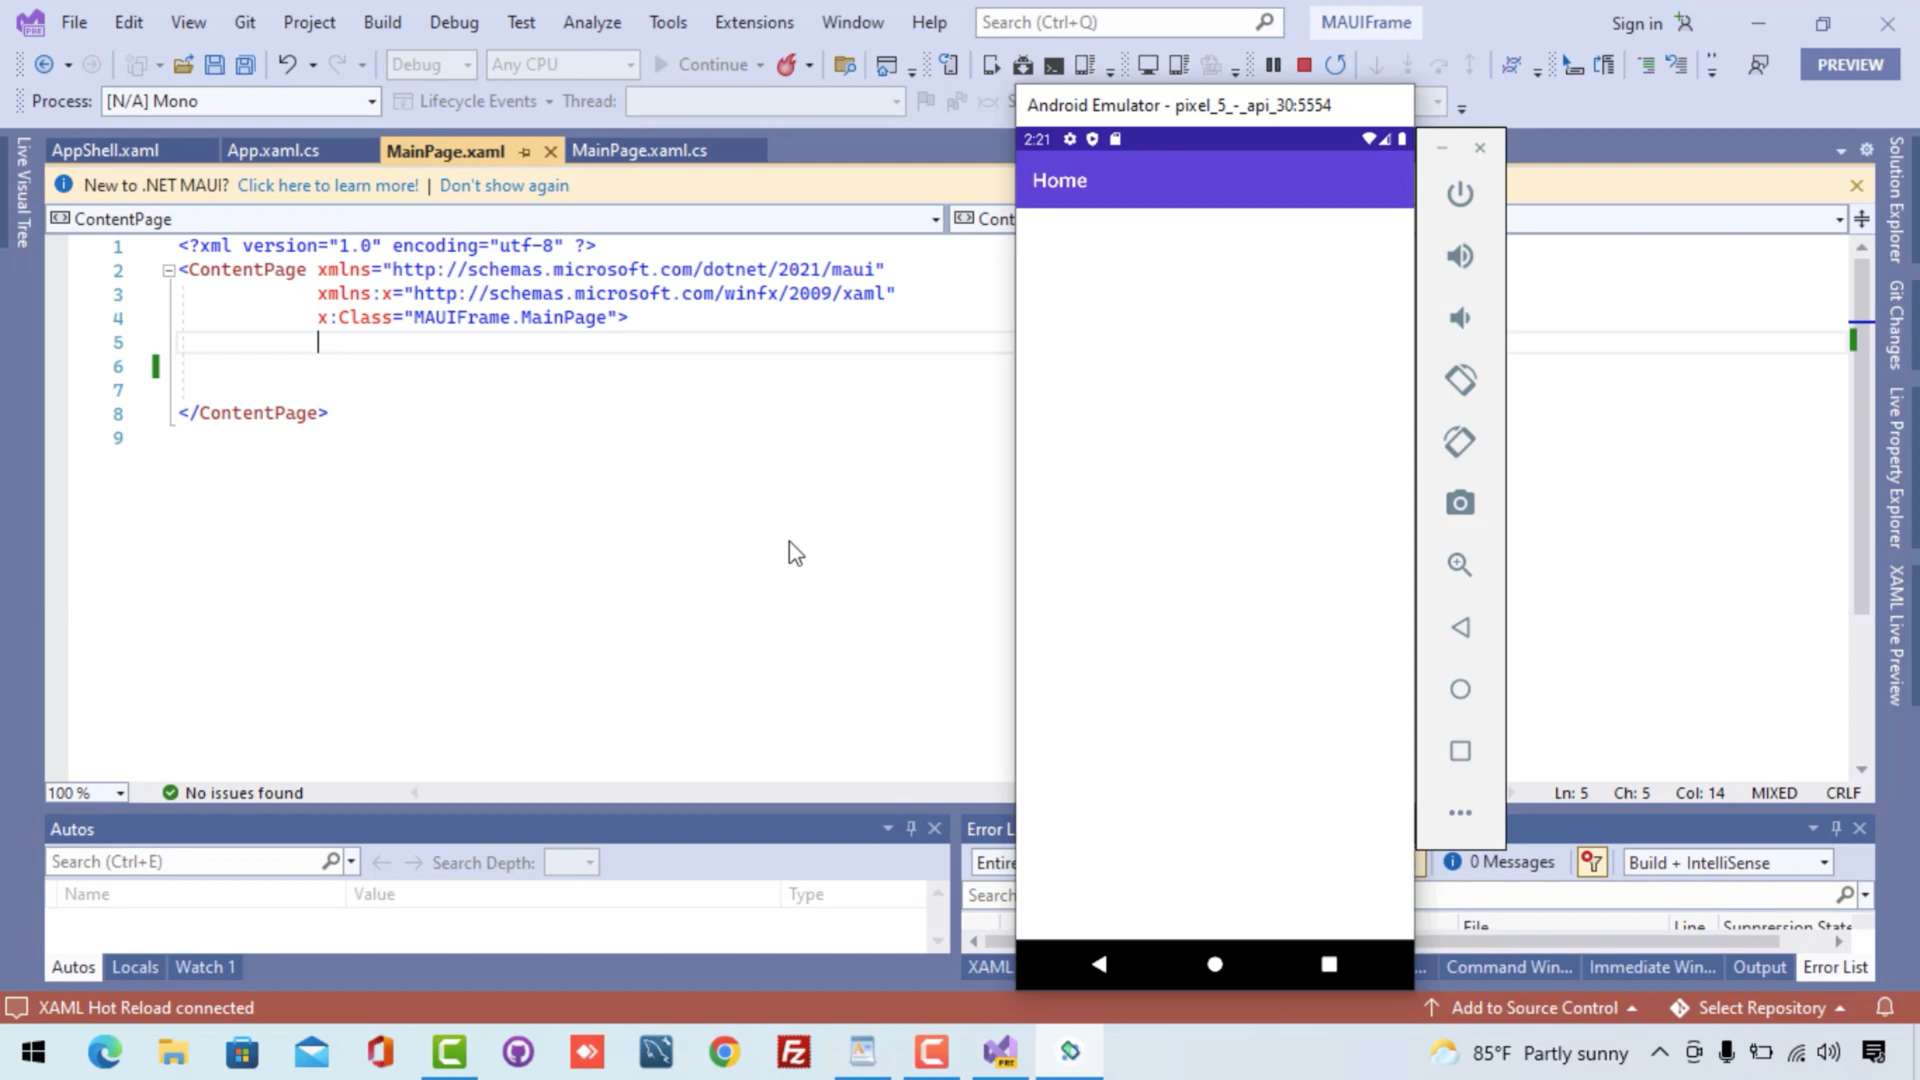 File Edit View Git Project Build Debug Test Analyze Tools Extensions Window Help Search (Ctrl+Q) MAUIFrame Sign in
Debug Any CPU Continue PREVIEW
Process: [N/A] Mono Lifecycle Events Thread:
Android Emulator - pixel_5_-_api_30:5554
2:21
Home
AppShell.xaml App.xaml.cs MainPage.xaml MainPage.xaml.cs
New to .NET MAUI? Click here to learn more! | Don't show again
ContentPage Cont
1 <?xml version="1.0" encoding="utf-8" ?>
2 <ContentPage xmlns="http://schemas.microsoft.com/dotnet/2021/maui"
3 xmlns:x="http://schemas.microsoft.com/winfx/2009/xaml"
4 x:Class="MAUIFrame.MainPage">
5
6
7
8 </ContentPage>
9
Live Visual Tree
Solution Explorer
Git Changes
Live Property Explorer
XAML Live Preview
100 % No issues found Ln: 5 Ch: 5 Col: 14 MIXED CRLF
Autos
Search (Ctrl+E) Search Depth:
Name Value Type
Autos Locals Watch 1
Error L
Entire 0 Messages Build + IntelliSense
Search
File Line Suppression State
XAML ... Command Win... Immediate Win... Output Error List
XAML Hot Reload connected Add to Source Control Select Repository
85°F Partly sunny